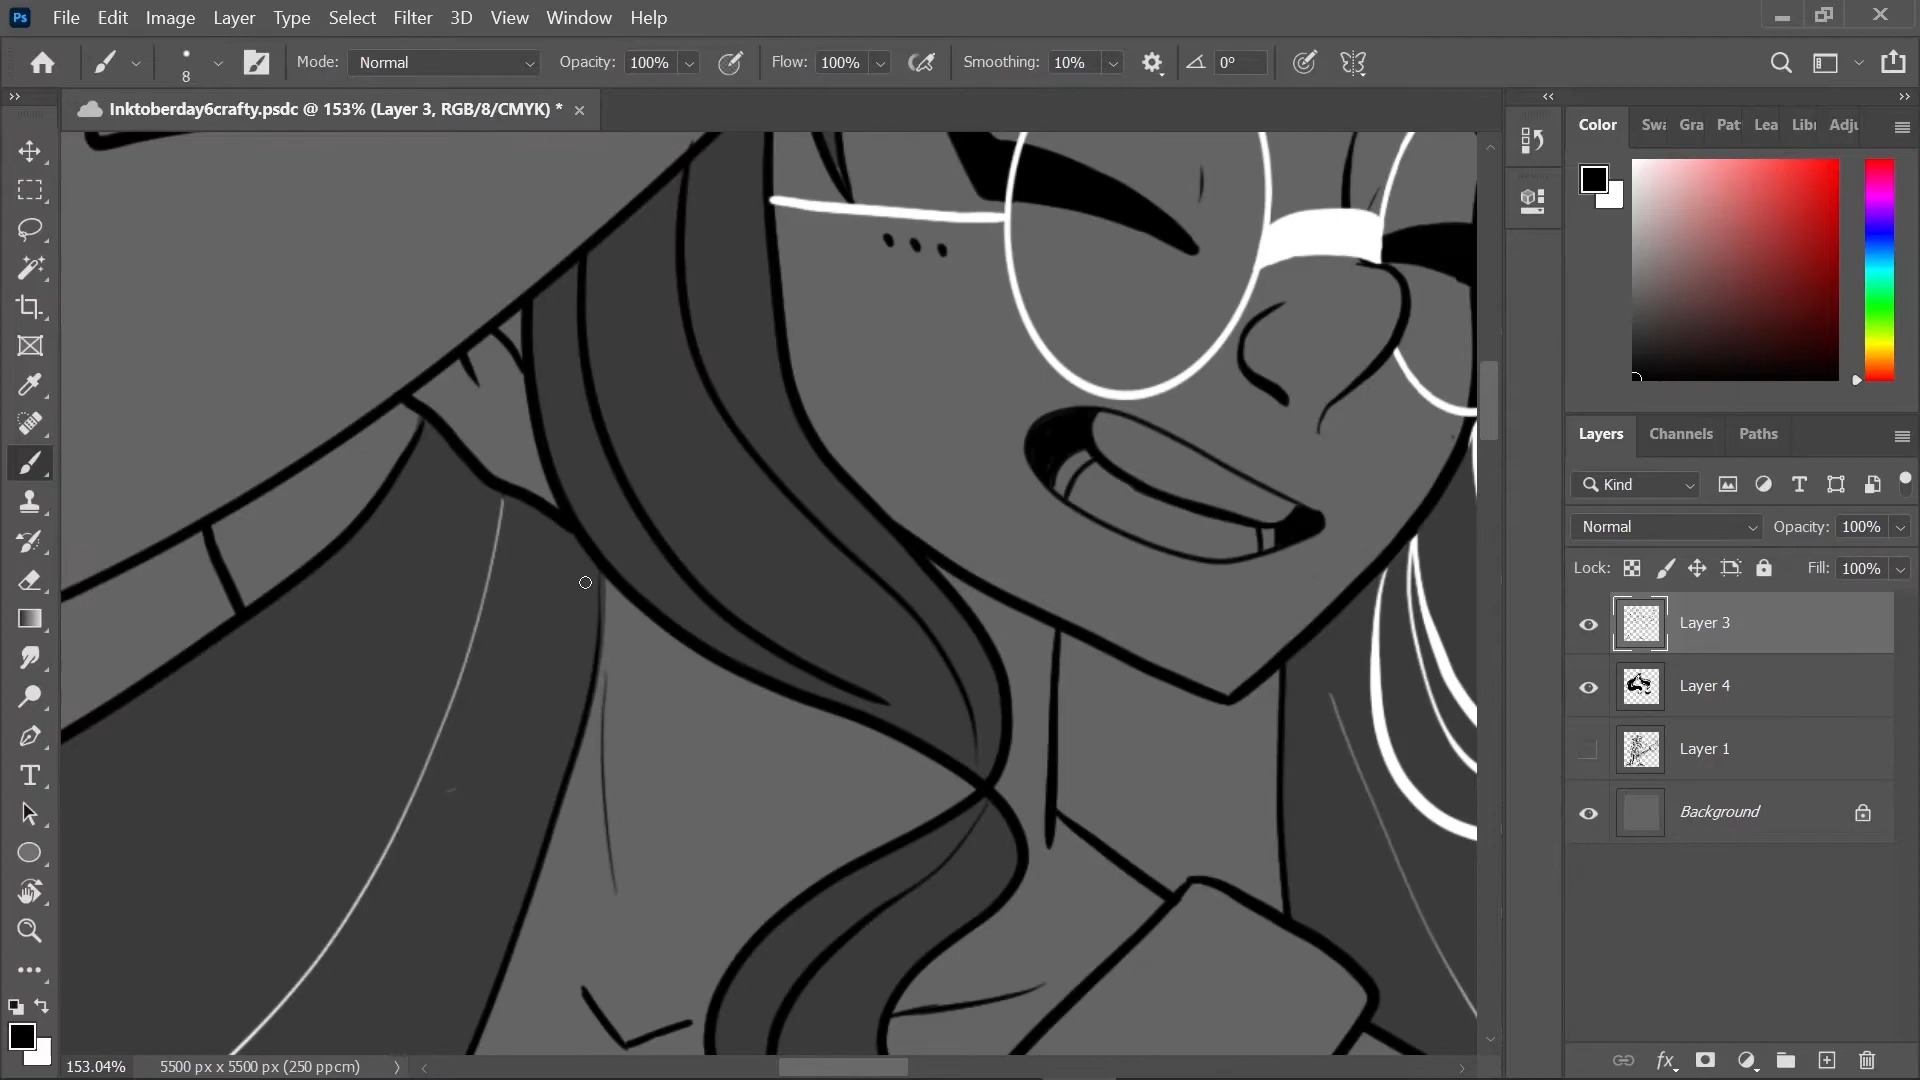 Ps File Edit Image Layer Type Select Filter 3D View Window Help
8 Mode: Normal Opacity: 100% Flow: 100% Smoothing: 10% 0°
Inktoberday6crafty.psdc @ 153% (Layer 3, RGB/8/CMYK) *
Color Swa Gra Pat Lea Libr Adju
Layers Channels Paths
Kind
Normal Opacity: 100%
Lock: Fill: 100%
Layer 3
Layer 4
Layer 1
Background
153.04% 5500 px x 5500 px (250 ppcm)